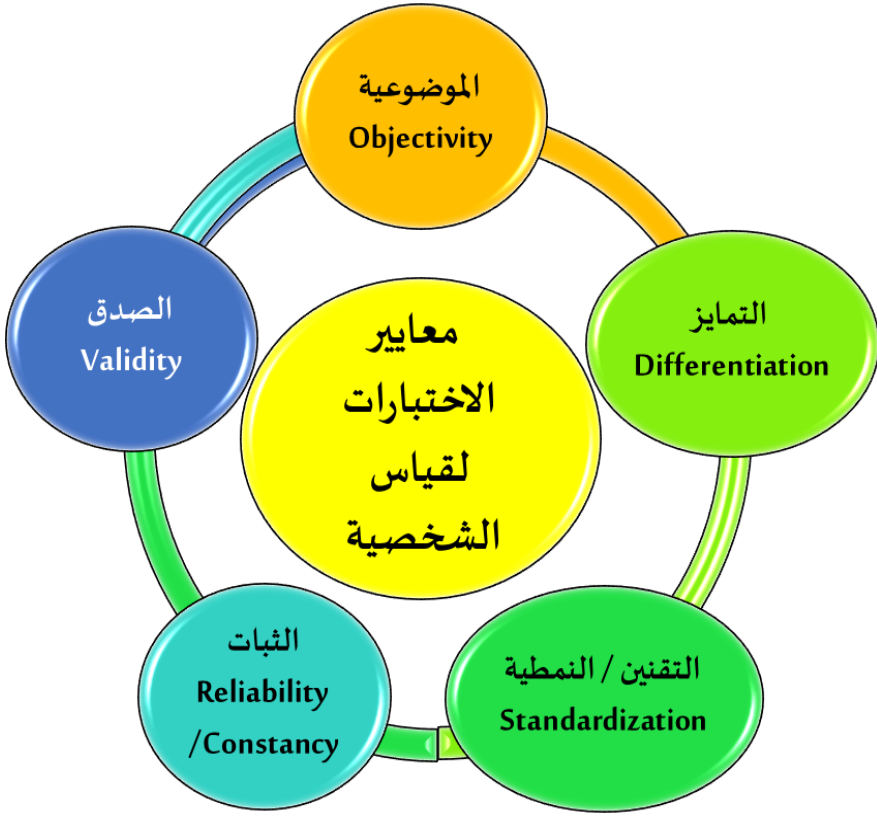 الموضوعية
Objectivity
التمايز
Differentiation
التقنين / النمطية
Standardization
الثبات
Reliability
/Constancy
الصدق
Validity
معايير
الاختبارات
لقياس
الشخصية